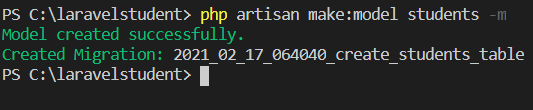 PS C:\laravelstudent> php artisan make:model students -m
Model created successfully.
Created Migration: 2021_02_17_064040_create_students_table
PS C:\laravelstudent>